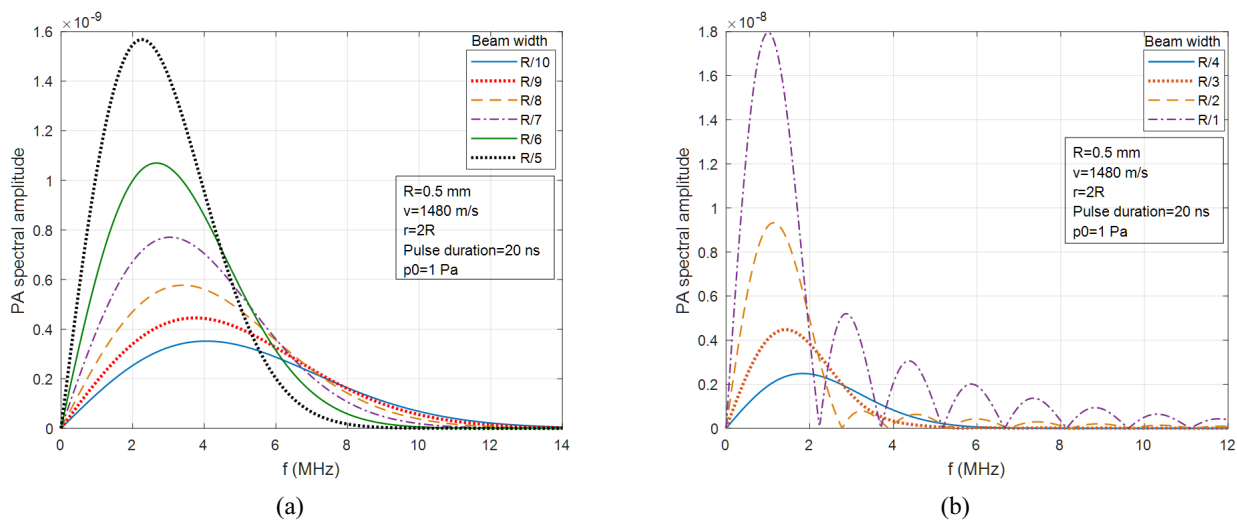 ×10⁻⁹
1.6
1.4
1.2
1
0.8
0.6
0.4
0.2
0
PA spectral amplitude
Beam width
R/10
R/9
R/8
R/7
R/6
R/5
R=0.5 mm
v=1480 m/s
r=2R
Pulse duration=20 ns
p0=1 Pa
0 2 4 6 8 10 12 14
f (MHz)
(a)
×10⁻⁸
1.8
1.6
1.4
1.2
1
0.8
0.6
0.4
0.2
0
PA spectral amplitude
Beam width
R/4
R/3
R/2
R/1
R=0.5 mm
v=1480 m/s
r=2R
Pulse duration=20 ns
p0=1 Pa
0 2 4 6 8 10 12
f (MHz)
(b)